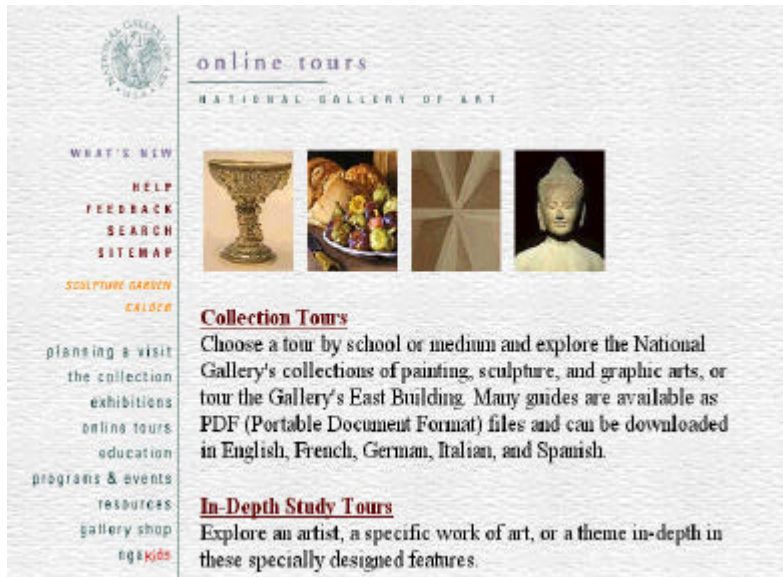 NATIONAL GALLERY OF ART
online tours
NATIONAL GALLERY OF ART
WHAT'S NEW
HELP
FEEDBACK
SEARCH
SITEMAP
SCULPTURE GARDEN
CALDER
planning a visit
the collection
exhibitions
online tours
education
programs & events
resources
gallery shop
ngakids
Collection Tours
Choose a tour by school or medium and explore the National
Gallery's collections of painting, sculpture, and graphic arts, or
tour the Gallery's East Building. Many guides are available as
PDF (Portable Document Format) files and can be downloaded
in English, French, German, Italian, and Spanish.
In-Depth Study Tours
Explore an artist, a specific work of art, or a theme in-depth in
these specially designed features.